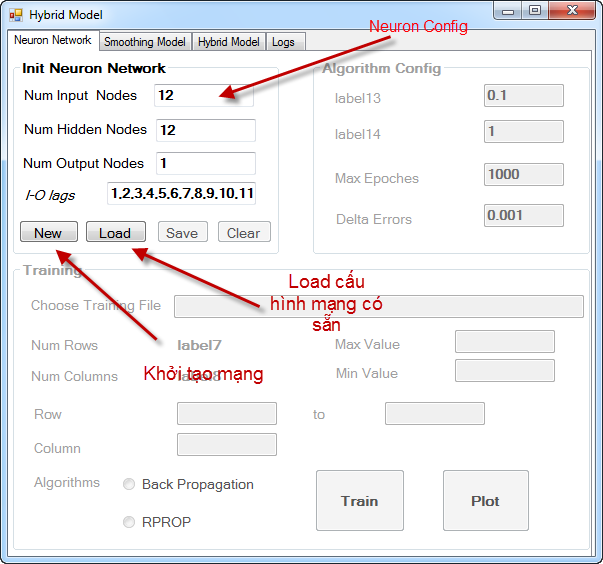 Hybrid Model
Neuron Network
Smoothing Model
Hybrid Model
Logs
Neuron Config
Init Neuron Network
Num Input Nodes
12
Num Hidden Nodes
12
Num Output Nodes
1
I-O lags
1,2,3,4,5,6,7,8,9,10,11
New
Load
Save
Clear
Algorithm Config
label13
0.1
label14
1
Max Epoches
1000
Delta Errors
0.001
Training
Load cấu
hình mạng có
sẵn
Choose Training File
Num Rows
label7
Max Value
Khởi tạo mạng
Num Columns
label8
Min Value
Row
to
Column
Algorithms
Back Propagation
RPROP
Train
Plot